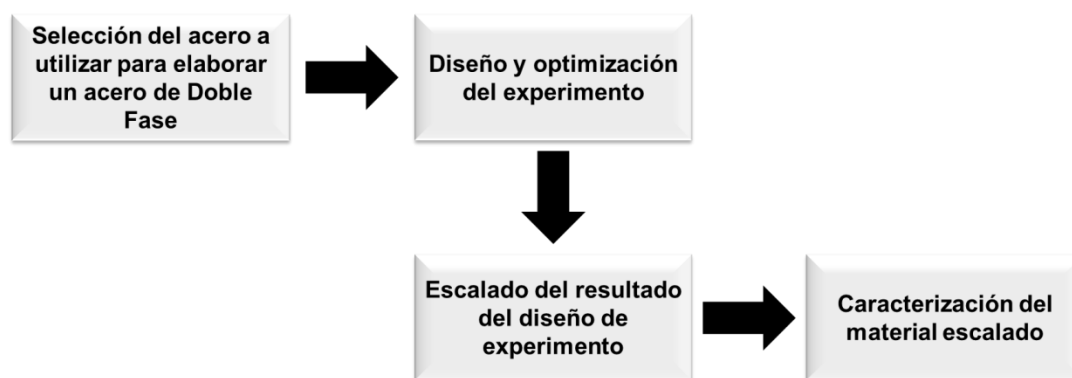 Selección del acero a
utilizar para elaborar
un acero de Doble
Fase
Diseño y optimización
del experimento
Escalado del resultado
del diseño de
experimento
Caracterización del
material escalado